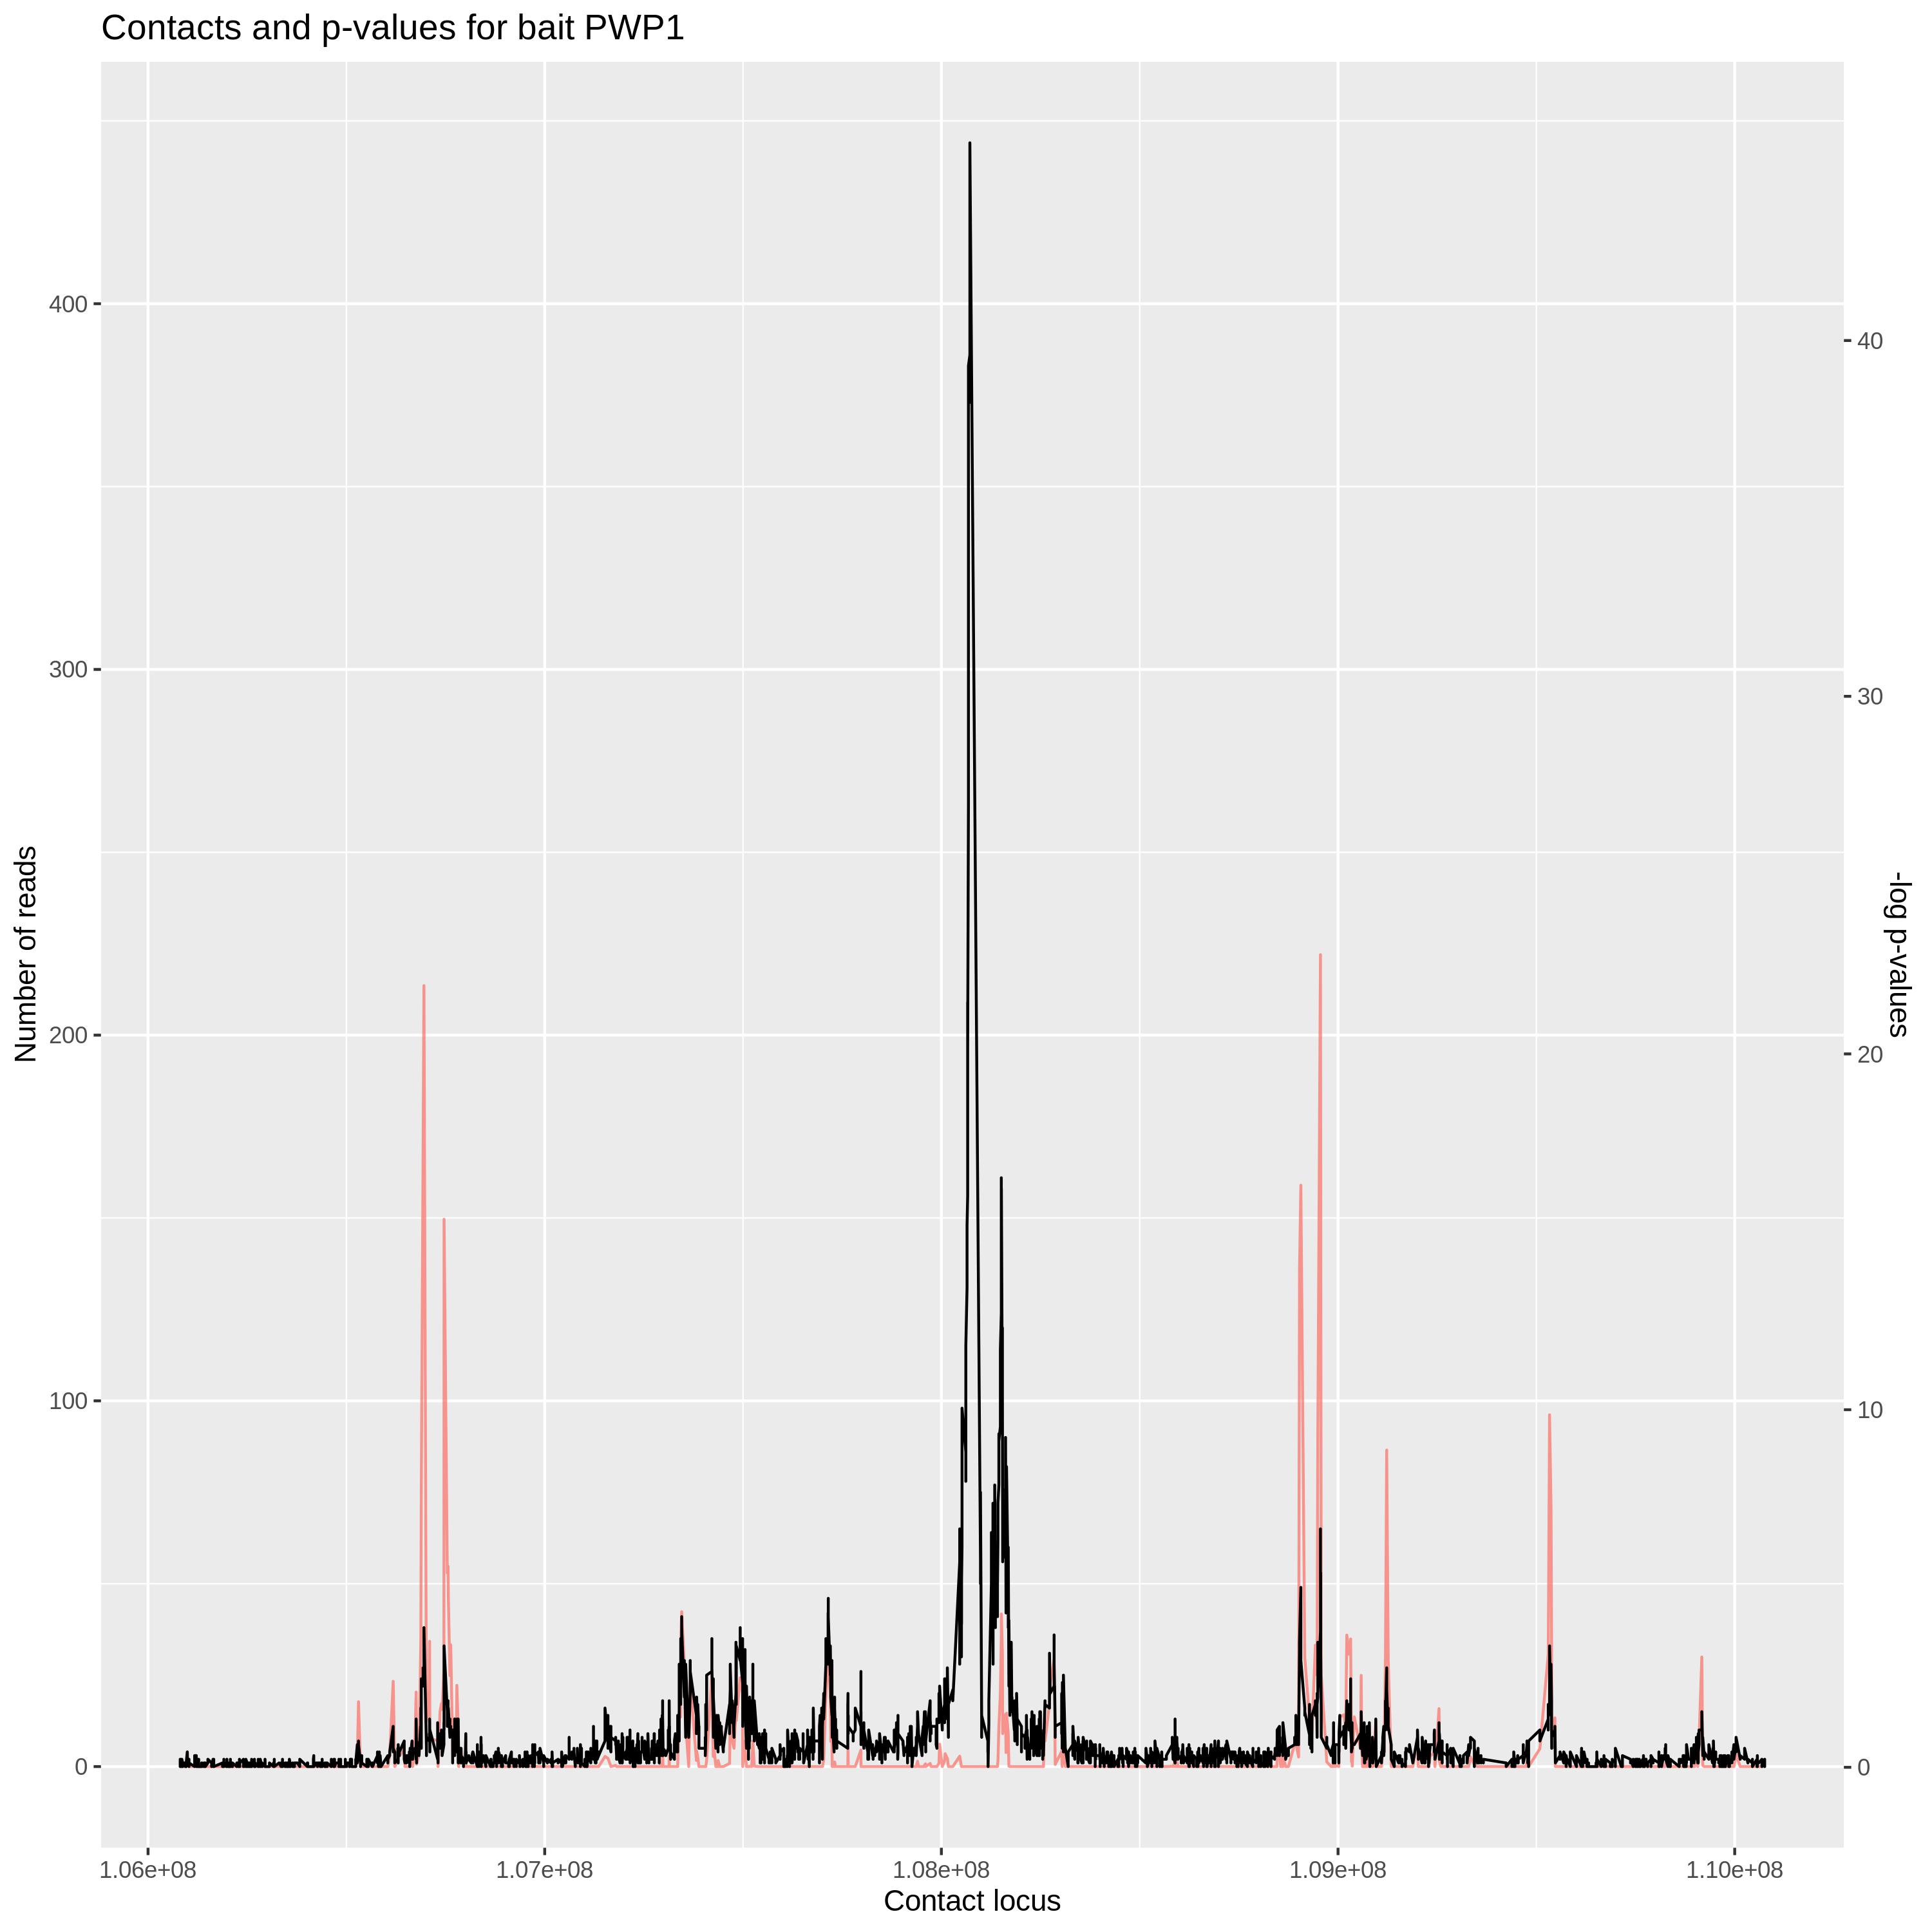 Contacts and p-values for bait PWP1
400
300
200
100
0
Number of reads
40
30
20
10
0
-log p-values
1.06e+08
1.07e+08
1.08e+08
1.09e+08
1.10e+08
Contact locus